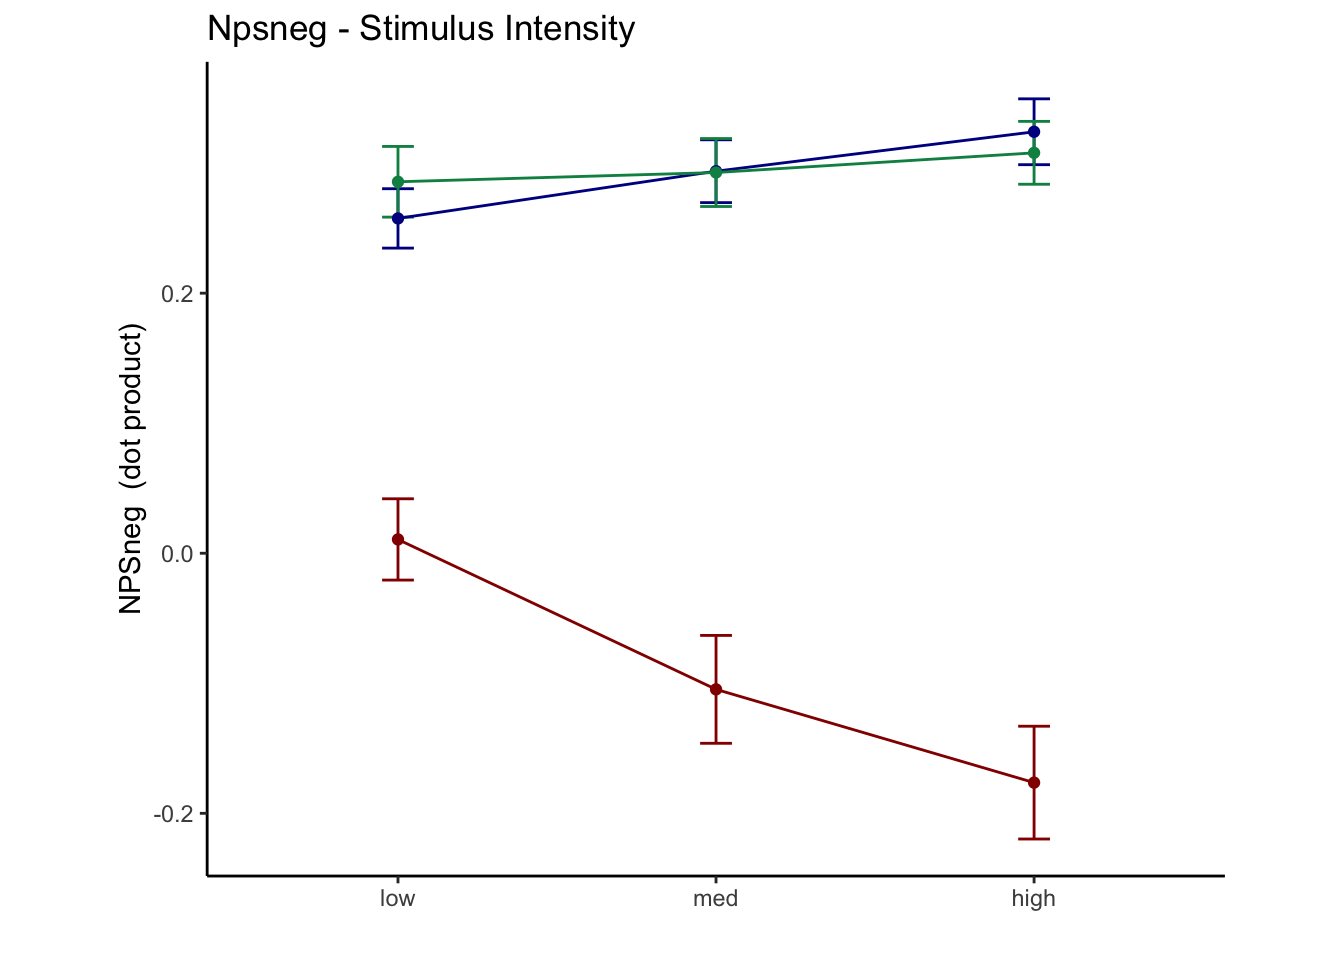 Npsneg - Stimulus Intensity
NPSneg  (dot product)
0.2
0.0
-0.2
low
med
high